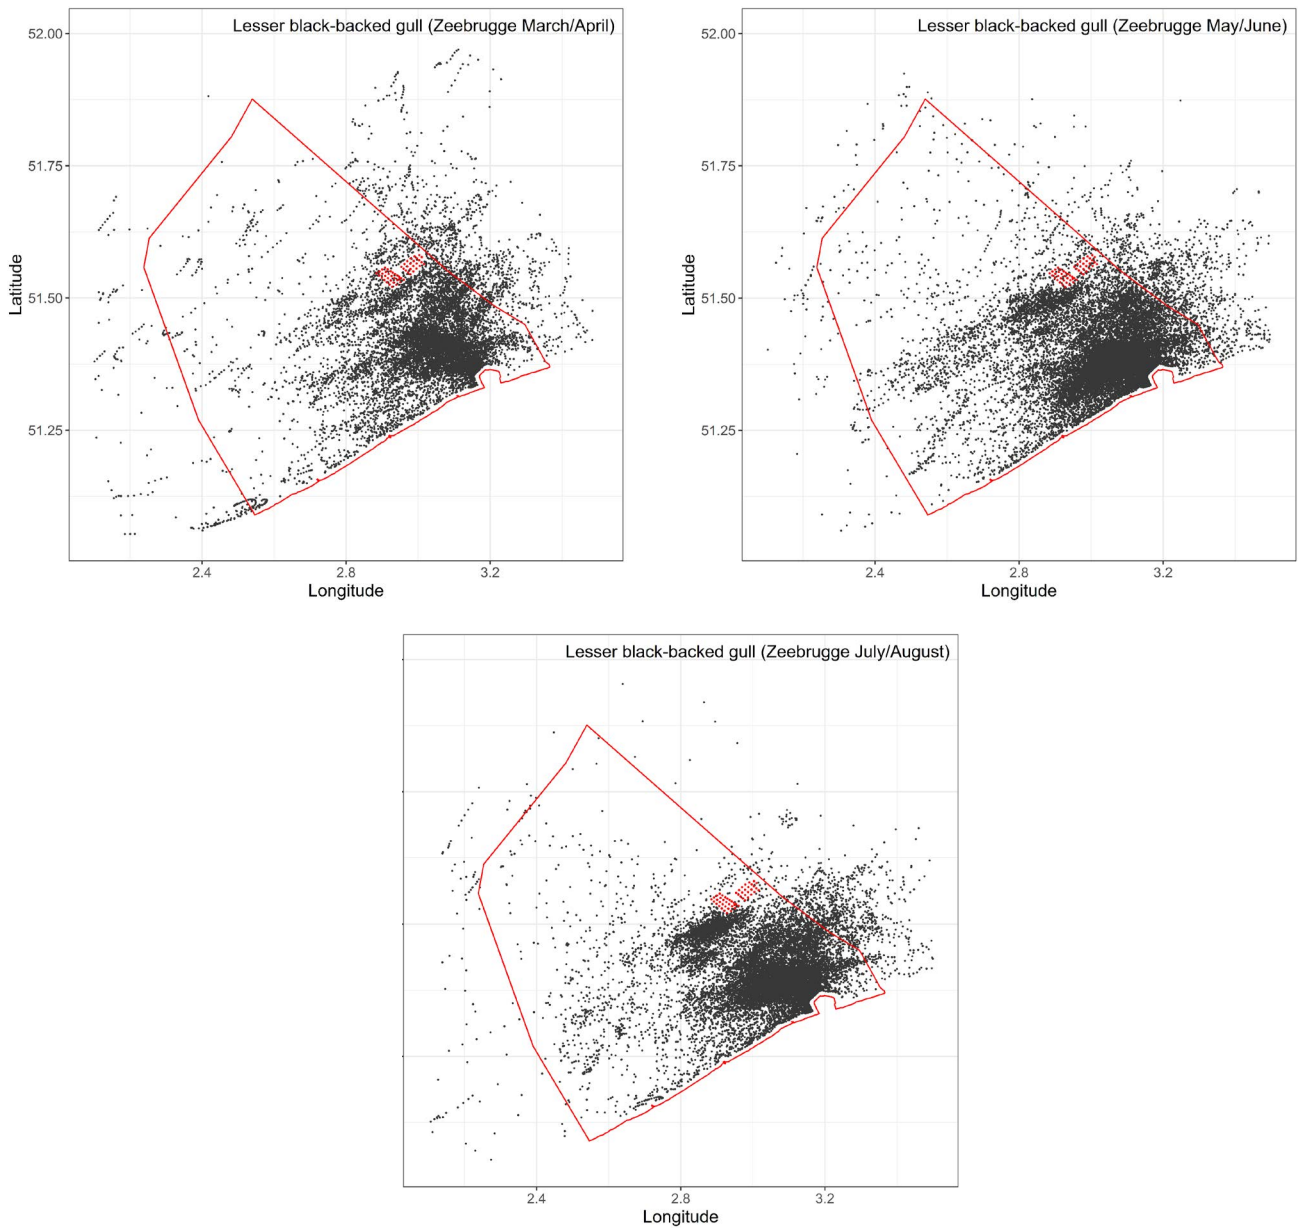 Lesser black-backed gull (Zeebrugge March/April)
52.00
51.75
51.50
51.25
Latitude
2.4 2.8 3.2
Longitude
Lesser black-backed gull (Zeebrugge May/June)
52.00
51.75
51.50
51.25
Latitude
2.4 2.8 3.2
Longitude
Lesser black-backed gull (Zeebrugge July/August)
2.4 2.8 3.2
Longitude